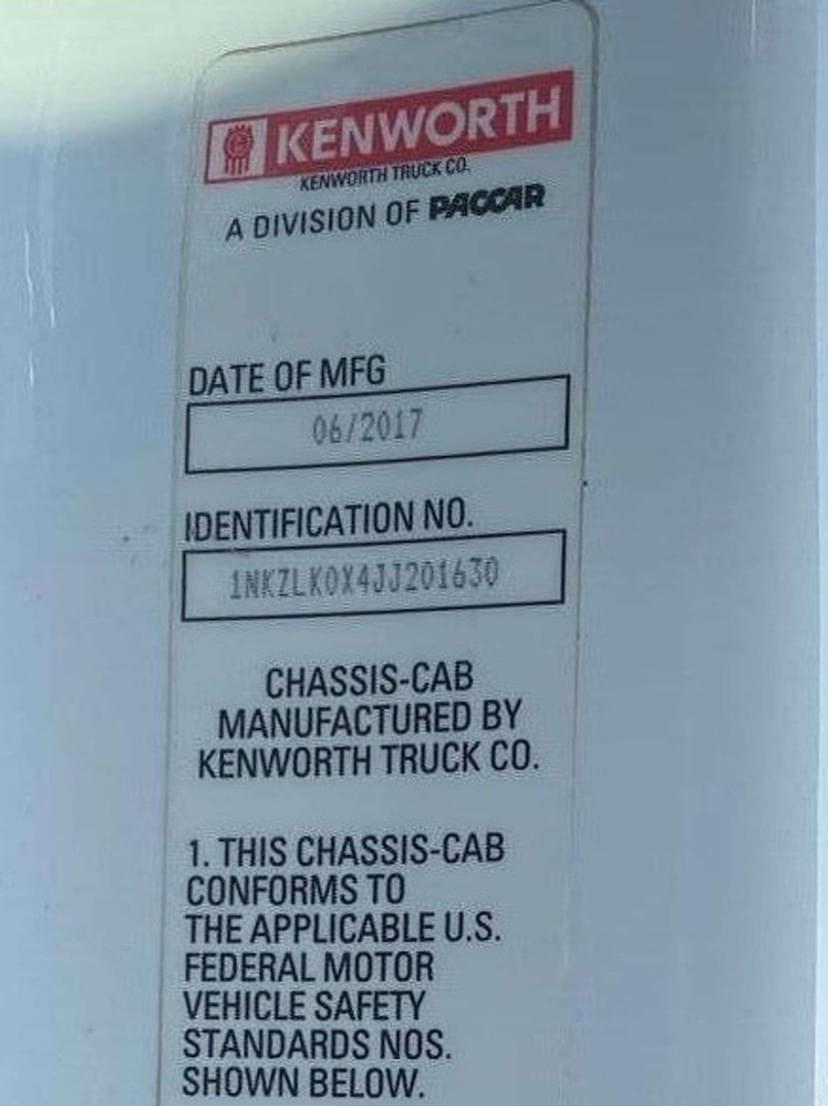 KENWORTH
KENWORTH TRUCK CO.
A DIVISION OF PACCAR
DATE OF MFG
06/2017
IDENTIFICATION NO.
1NKZLK0X4JJ201630
CHASSIS-CAB
MANUFACTURED BY
KENWORTH TRUCK CO.
1. THIS CHASSIS-CAB
CONFORMS TO
THE APPLICABLE U.S.
FEDERAL MOTOR
VEHICLE SAFETY
STANDARDS NOS.
SHOWN BELOW.